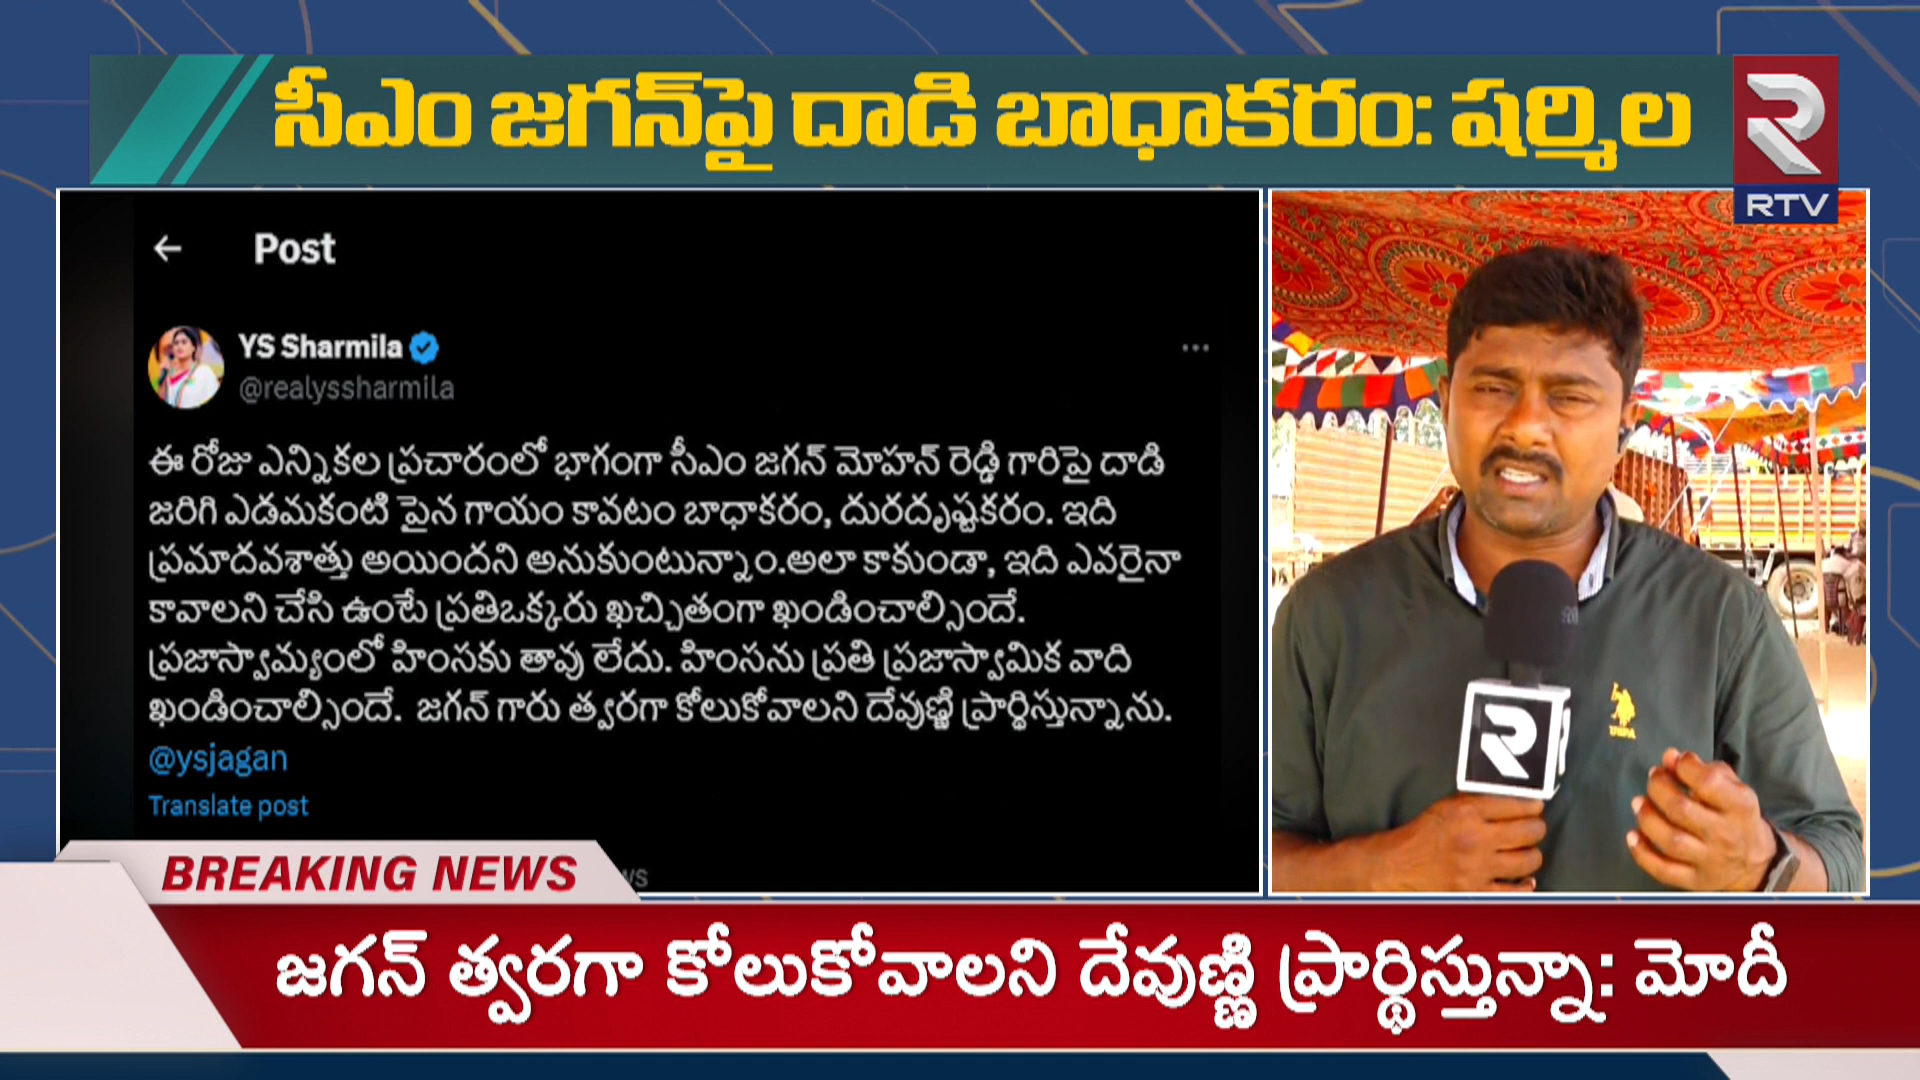 సీఎం జగన్‌పై దాడి బాధాకరం: షర్మిల
R
RTV
Post
YS Sharmila
@realyssharmila
ఈ రోజు ఎన్నికల ప్రచారంలో భాగంగా సీఎం జగన్ మోహన్ రెడ్డి గారిపై దాడి
జరిగి ఎడమకంటి పైన గాయం కావటం బాధాకరం, దురదృష్టకరం. ఇది
ప్రమాదవశాత్తు అయిందని అనుకుంటున్నాం.అలా కాకుండా, ఇది ఎవరైనా
కావాలని చేసి ఉంటే ప్రతిఒక్కరు ఖచ్చితంగా ఖండించాల్సిందే.
ప్రజాస్వామ్యంలో హింసకు తావు లేదు. హింసను ప్రతి ప్రజాస్వామిక వాది
ఖండించాల్సిందే. జగన్ గారు త్వరగా కోలుకోవాలని దేవుణ్ణి ప్రార్థిస్తున్నాను.
@ysjagan
Translate post
R
BREAKING NEWS
జగన్ త్వరగా కోలుకోవాలని దేవుణ్ణి ప్రార్థిస్తున్నా: మోదీ